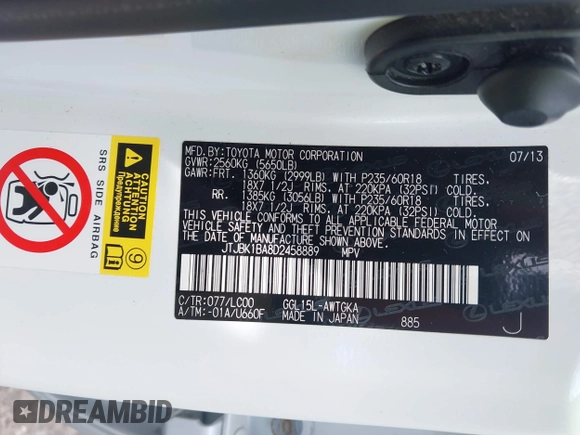 MFD.BY:TOYOTA MOTOR CORPORATION 07/13
GVWR:2560KG (5650LB)
GAWR:FRT. 1360KG (2999LB) WITH P235/60R18 TIRES.
18X7 1/2J RIMS, AT 220KPA (32PSI) COLD.
RR. 1385KG (3054LB) WITH P235/60R18 TIRES.
18X7 1/2J RIMS, AT 220KPA (32PSI) COLD.
THIS VEHICLE CONFORMS TO ALL APPLICABLE FEDERAL MOTOR
VEHICLE SAFETY AND THEFT PREVENTION STANDARDS IN EFFECT ON
THE DATE OF MANUFACTURE SHOWN ABOVE.
JTJBK1BA8D2458889 MPV
C/TR:077/LC00 GGL15L-AWTGKA
A/TM:-01A/U660F MADE IN JAPAN 885 J
SRS SIDE AIRBAG
CAUTION
ATTENTION
ACHTUNG
Предупреждение
9
LEXUS
DREAMBID